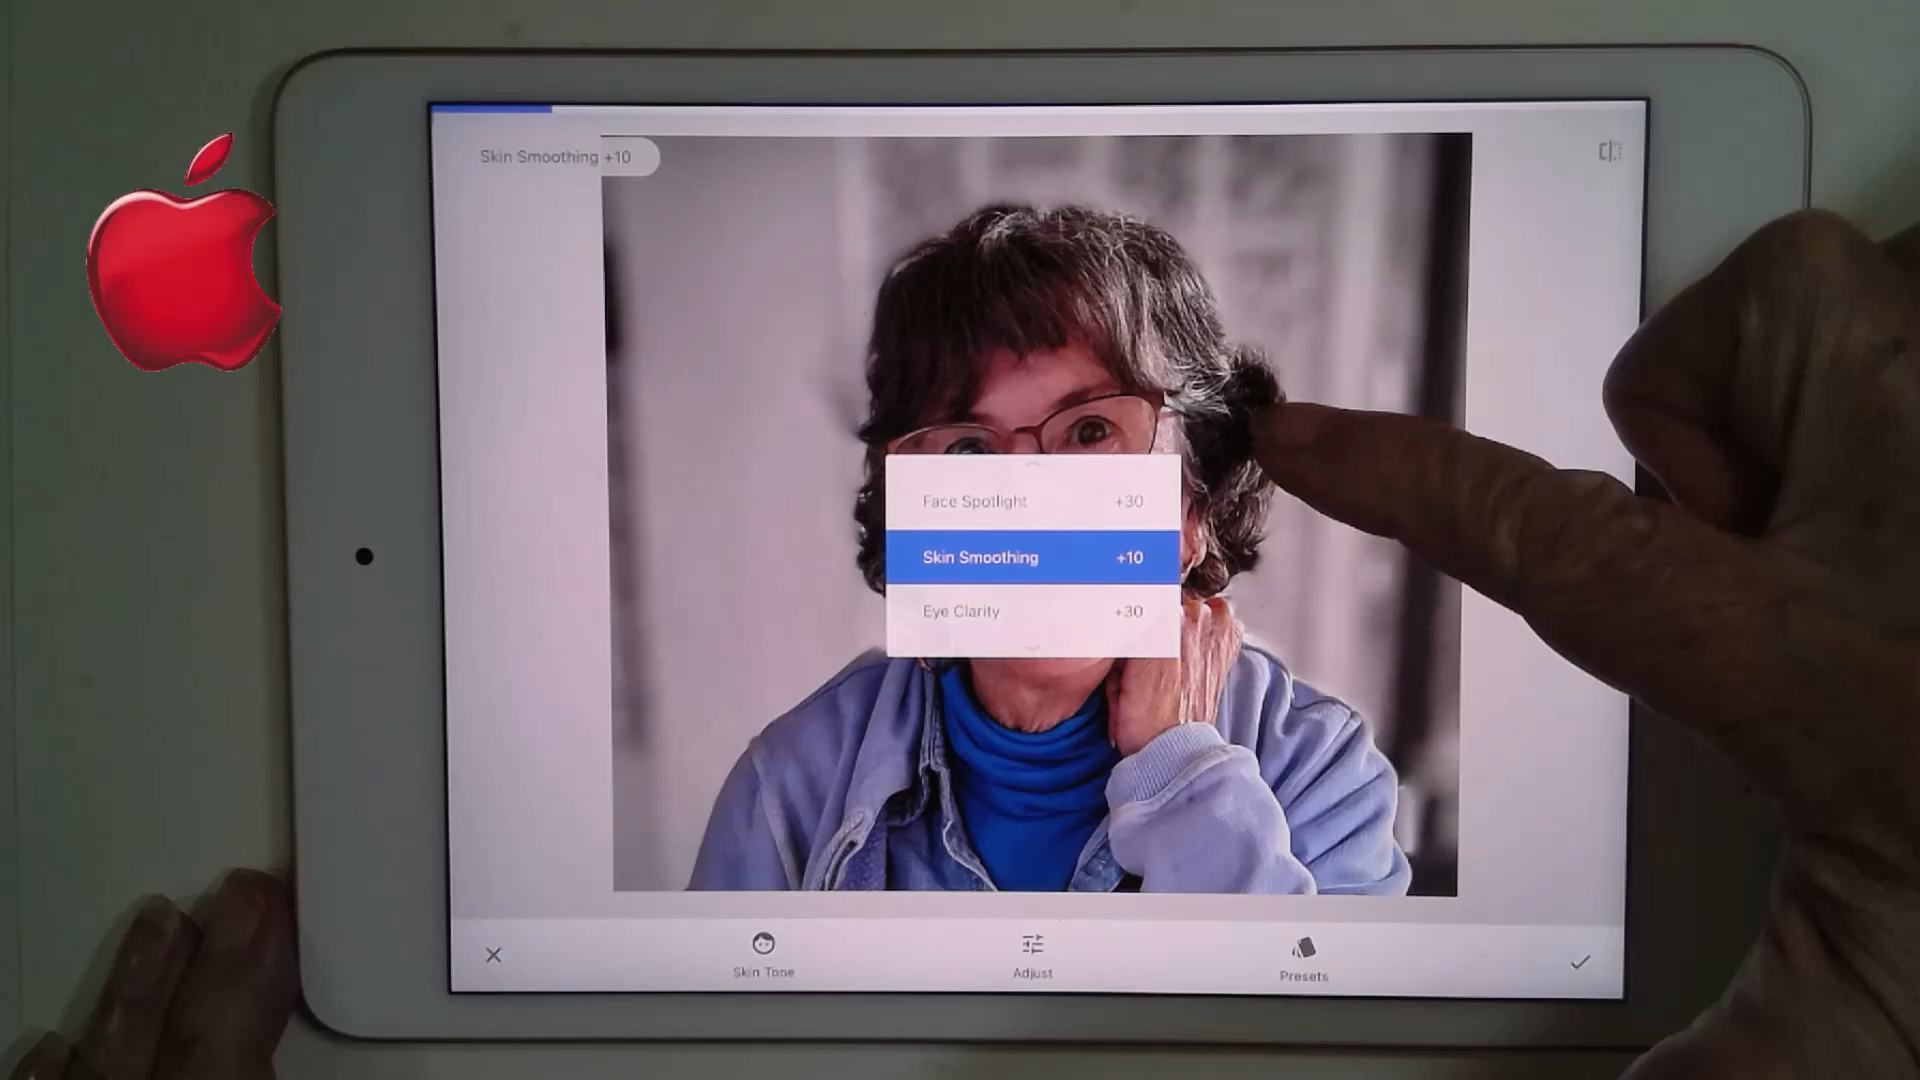 Skin Smoothing +10
Face Spotlight +30
Skin Smoothing +10
Eye Clarity +30
Skin Tone
Adjust
Presets